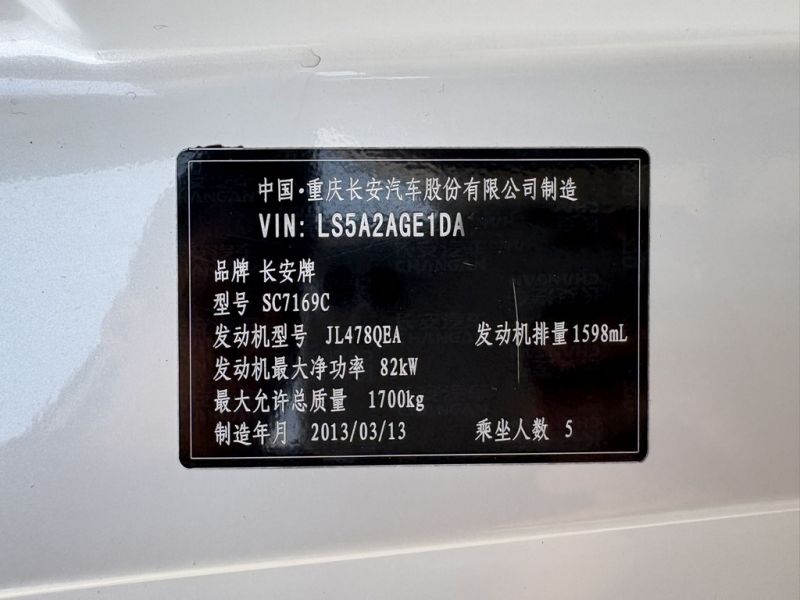 中国·重庆长安汽车股份有限公司制造
VIN: LS5A2AGE1DA
品牌 长安牌
型号 SC7169C
发动机型号 JL478QEA 发动机排量 1598mL
发动机最大净功率 82kW
最大允许总质量 1700kg
制造年月 2013/03/13 乘坐人数 5